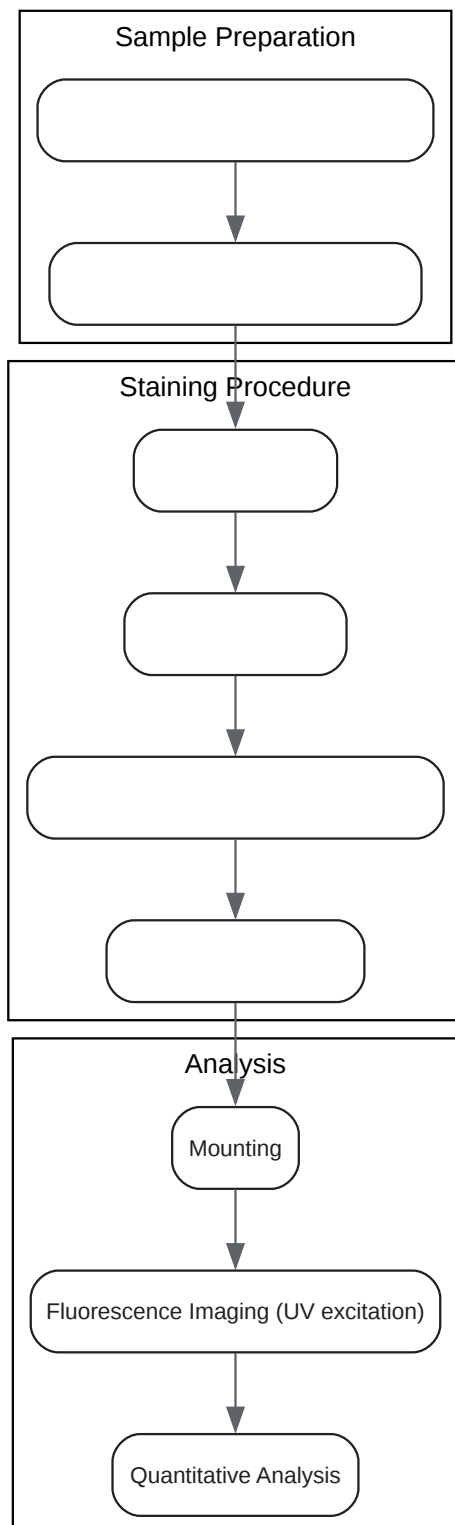 Sample Preparation
Staining Procedure
Analysis
Mounting
Fluorescence Imaging (UV excitation)
Quantitative Analysis